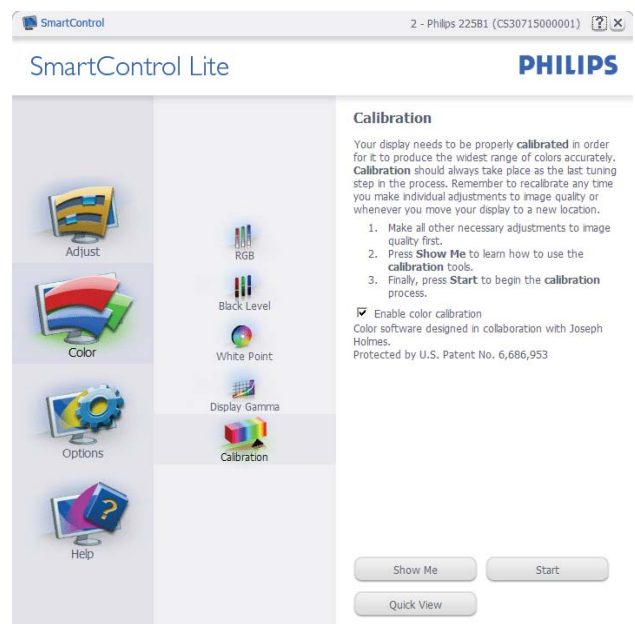 SmartControl
2 - Philips 225B1 (CS30715000001)
?
SmartControl Lite
PHILIPS
Adjust
Color
Options
Help
RGB
Black Level
White Point
Display Gamma
Calibration
Calibration
Your display needs to be properly calibrated in order
for it to produce the widest range of colors accurately.
Calibration should always take place as the last tuning
step in the process. Remember to recalibrate any time
you make individual adjustments to image quality or
whenever you move your display to a new location.
1. Make all other necessary adjustments to image
quality first.
2. Press Show Me to learn how to use the
calibration tools.
3. Finally, press Start to begin the calibration
process.
Enable color calibration
Color software designed in collaboration with Joseph
Holmes.
Protected by U.S. Patent No. 6,686,953
Show Me
Start
Quick View